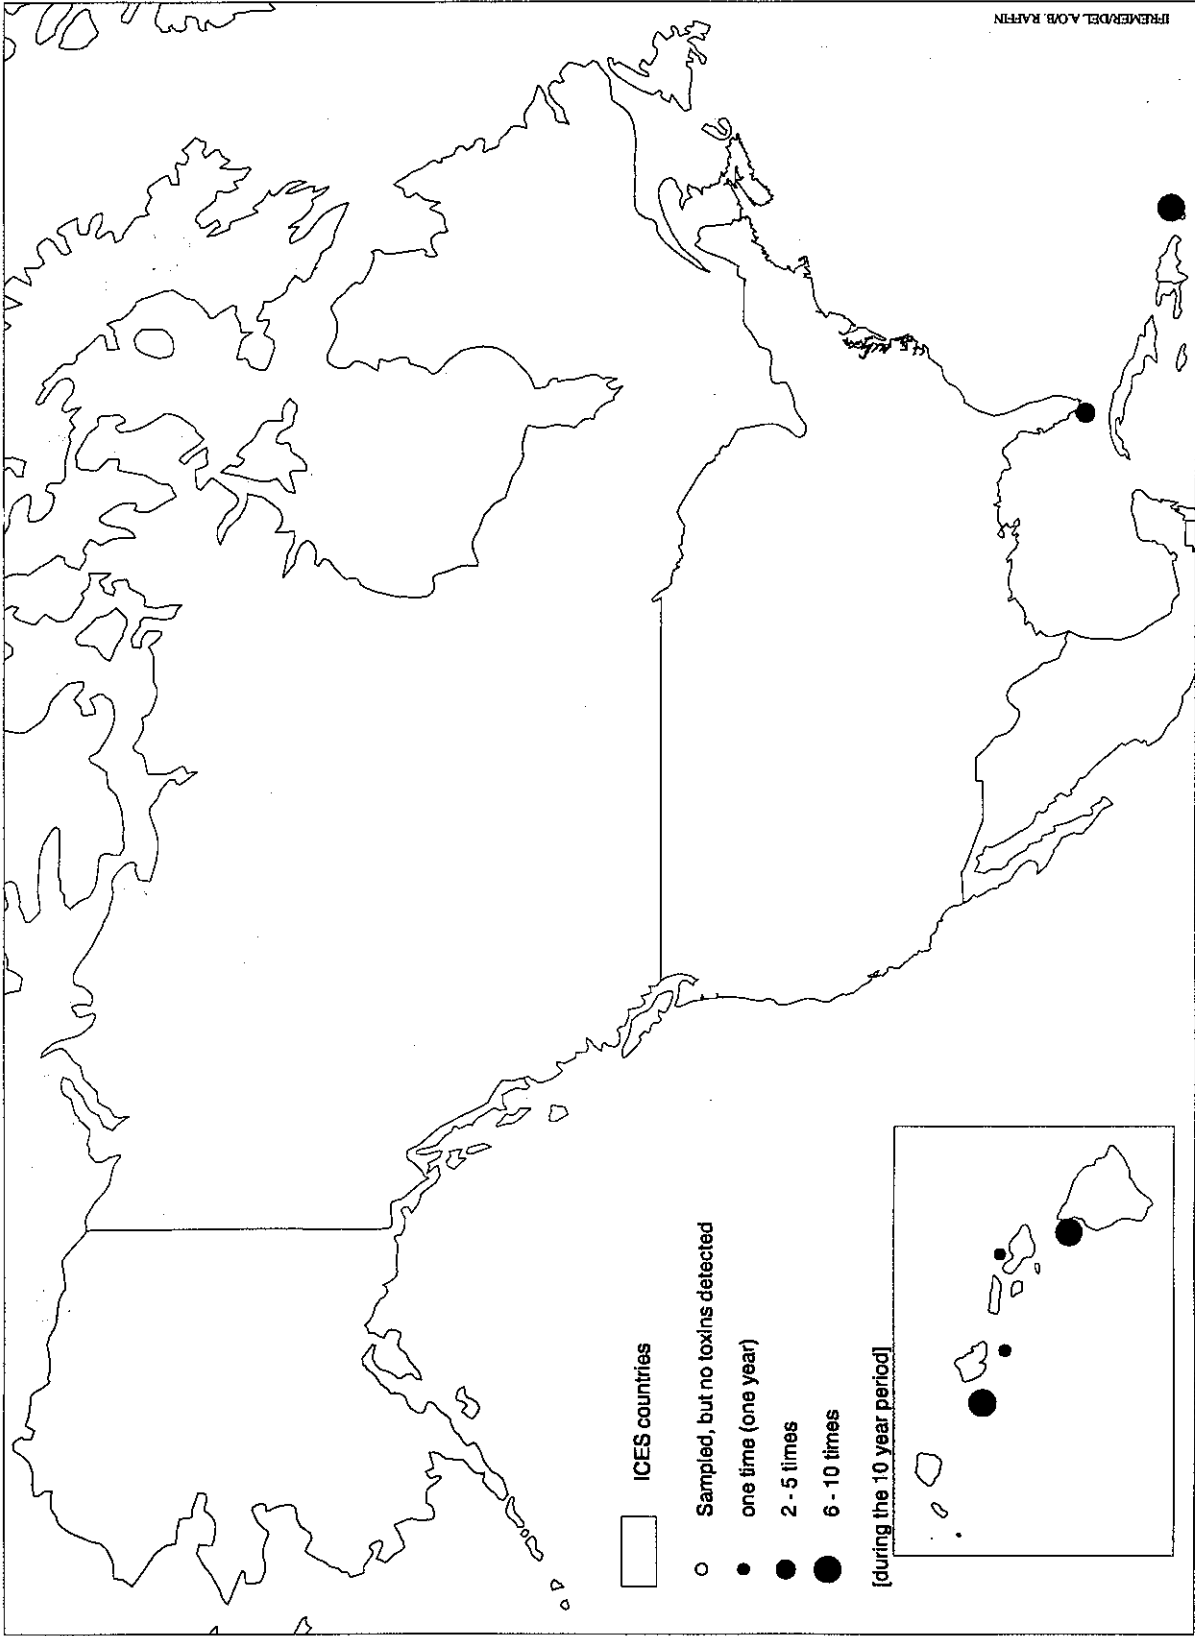 ICES countries
Sampled, but no toxins detected
one time (one year)
2 - 5 times
6 - 10 times
[during the 10 year period]
IFREMER/DEL A.O/B. RAFFIN